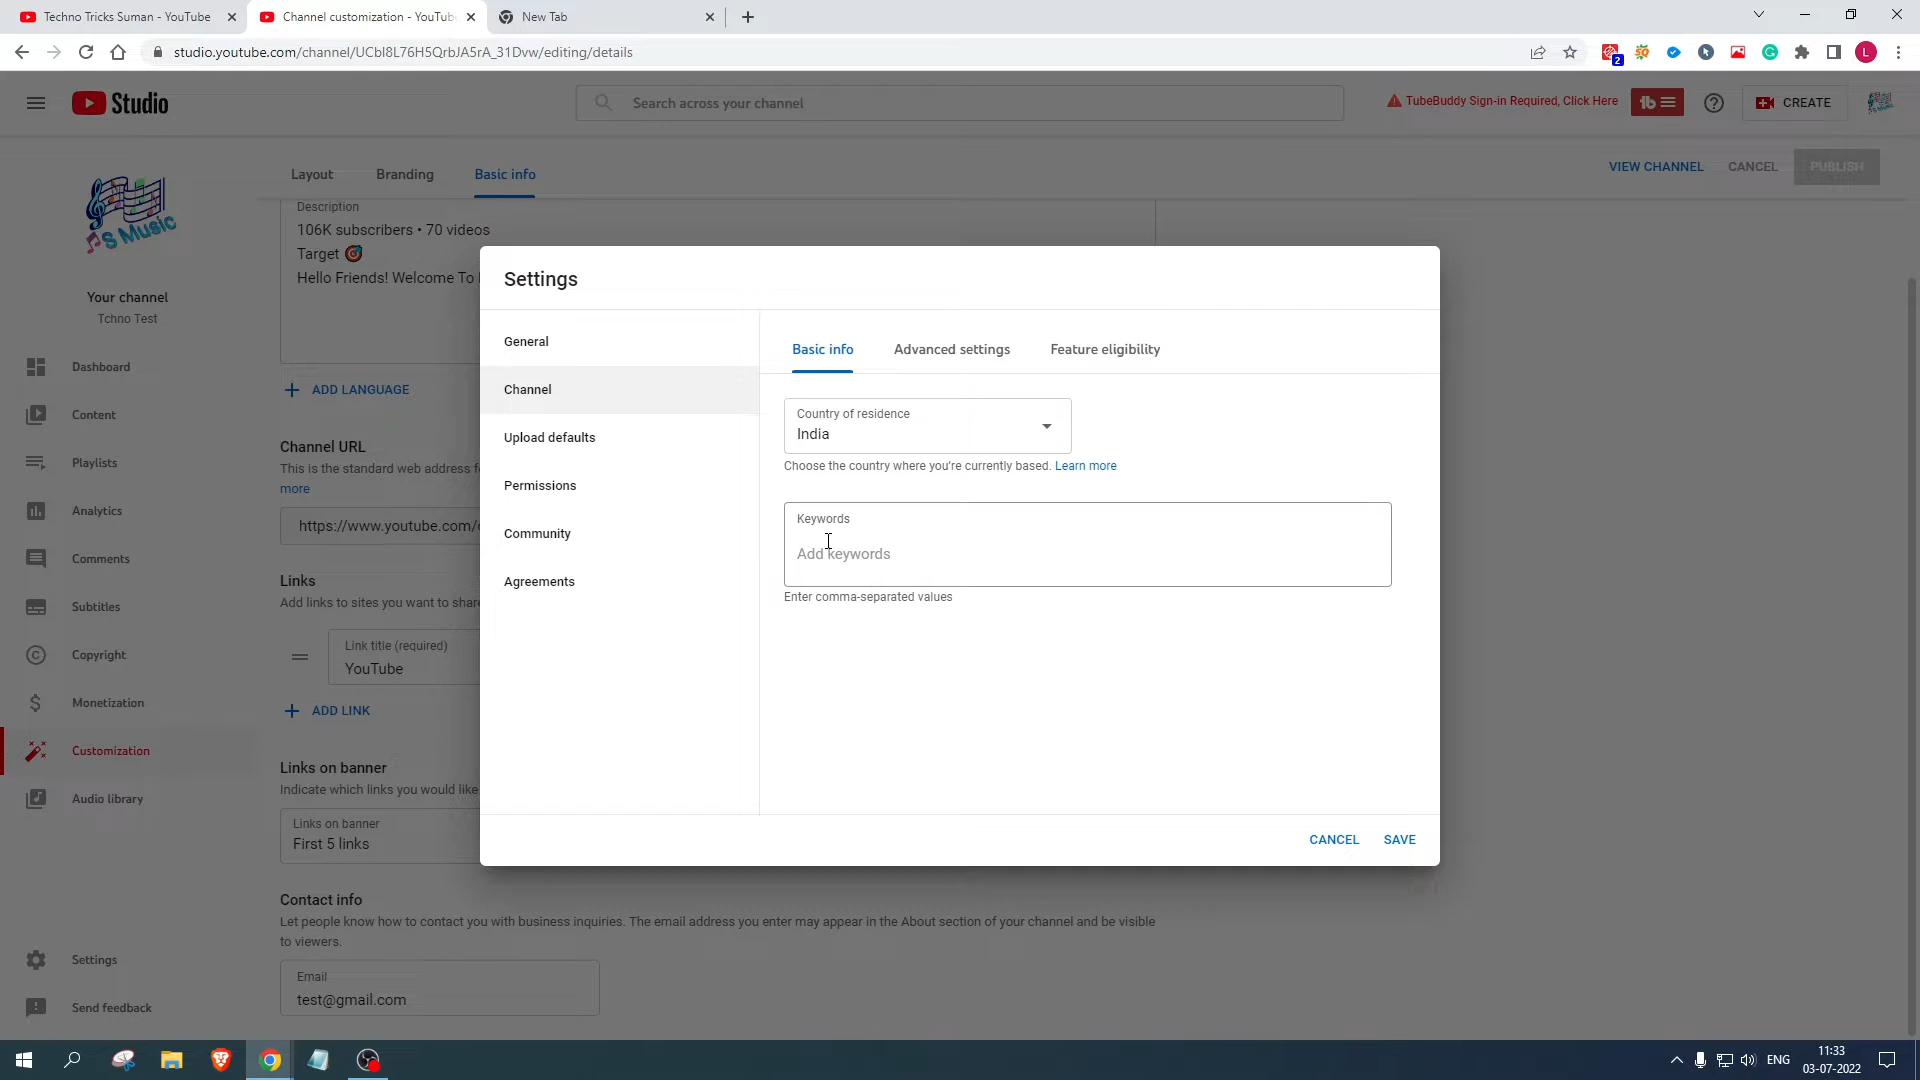 Techno Tricks Suman - YouTube
Channel customization - YouTub
New Tab
studio.youtube.com/channel/UCbI8L76H5QrbJA5rA_31Dvw/editing/details
2
L
Studio
Search across your channel
TubeBuddy Sign-in Required, Click Here
tb
CREATE
S Music
Your channel
Tchno Test
Dashboard
Content
Playlists
Analytics
Comments
Subtitles
Copyright
Monetization
Customization
Audio library
Settings
Send feedback
Layout
Branding
Basic info
VIEW CHANNEL
CANCEL
PUBLISH
Description
106K subscribers • 70 videos
Target 🎯
Hello Friends! Welcome To
ADD LANGUAGE
Channel URL
This is the standard web address f
more
https://www.youtube.com/
Links
Add links to sites you want to share
Link title (required)
YouTube
ADD LINK
Links on banner
Indicate which links you would like
Links on banner
First 5 links
Contact info
Let people know how to contact you with business inquiries. The email address you enter may appear in the About section of your channel and be visible
to viewers.
Email
test@gmail.com
Settings
General
Channel
Upload defaults
Permissions
Community
Agreements
Basic info
Advanced settings
Feature eligibility
Country of residence
India
Choose the country where you're currently based. Learn more
Keywords
Add keywords
Enter comma-separated values
CANCEL
SAVE
ENG
11:33
03-07-2022